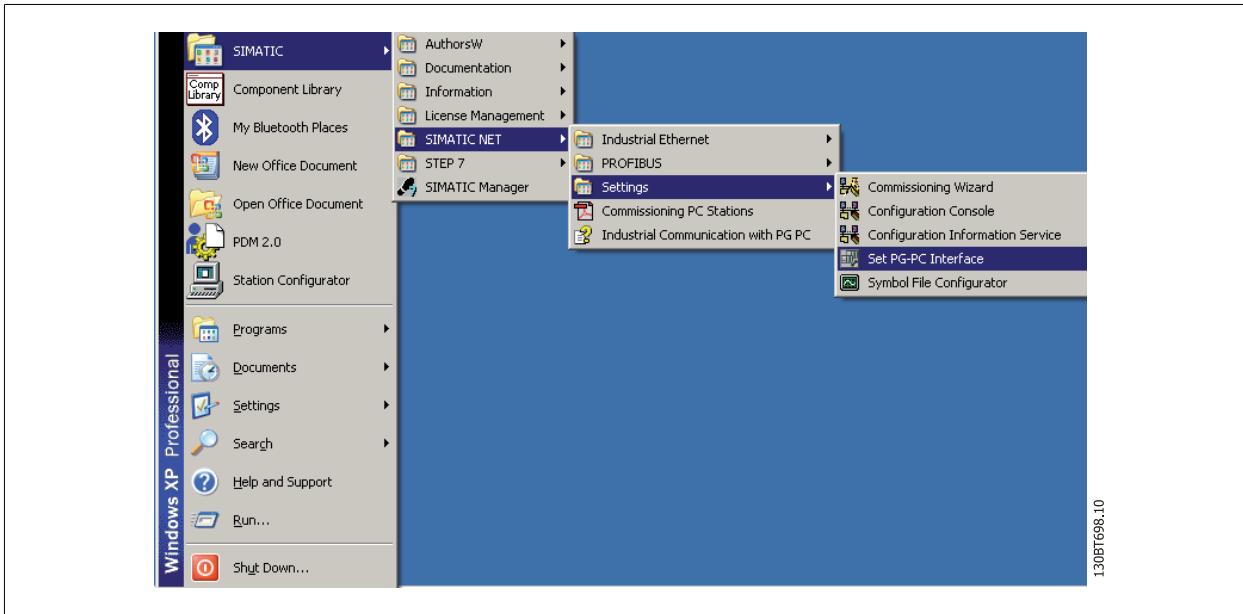 SIMATIC
Comp Library
Component Library
My Bluetooth Places
New Office Document
Open Office Document
PDM 2.0
Station Configurator
Programs
Documents
Settings
Search
Help and Support
Run...
Shut Down...
Windows XP Professional
AuthorsW
Documentation
Information
License Management
SIMATIC NET
STEP 7
SIMATIC Manager
Industrial Ethernet
PROFIBUS
Settings
Commissioning PC Stations
Industrial Communication with PG PC
Commissioning Wizard
Configuration Console
Configuration Information Service
Set PG-PC Interface
Symbol File Configurator
130BT698.10